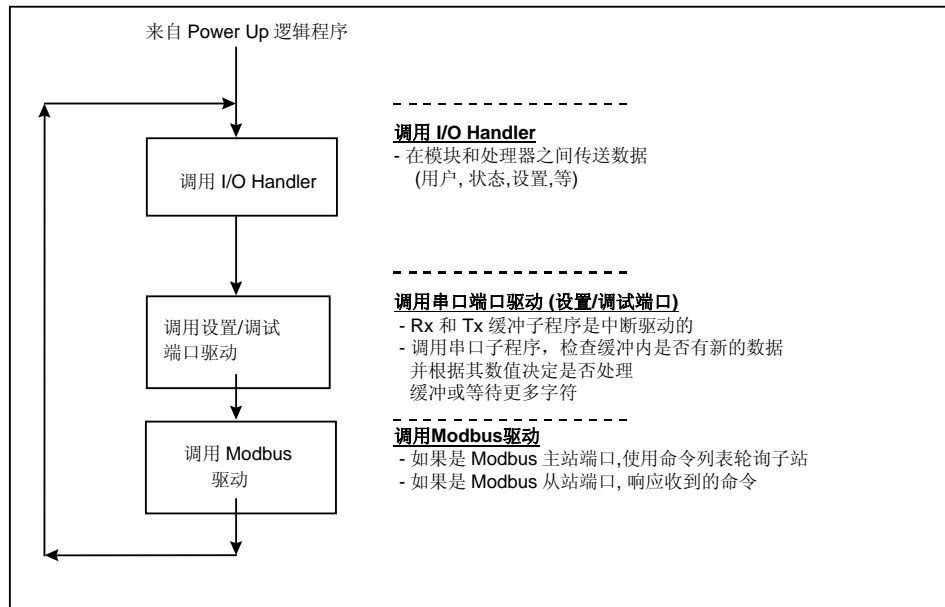 来自 Power Up 逻辑程序
调用 I/O Handler
调用 I/O Handler
- 在模块和处理器之间传送数据
(用户, 状态,设置,等)
调用设置/调试
端口驱动
调用串口端口驱动 (设置/调试端口)
- Rx 和 Tx 缓冲子程序是中断驱动的
- 调用串口子程序，检查缓冲内是否有新的数据
并根据其数值决定是否处理
缓冲或等待更多字符
调用 Modbus
驱动
调用Modbus驱动
- 如果是 Modbus 主站端口,使用命令列表轮询子站
- 如果是 Modbus 从站端口, 响应收到的命令